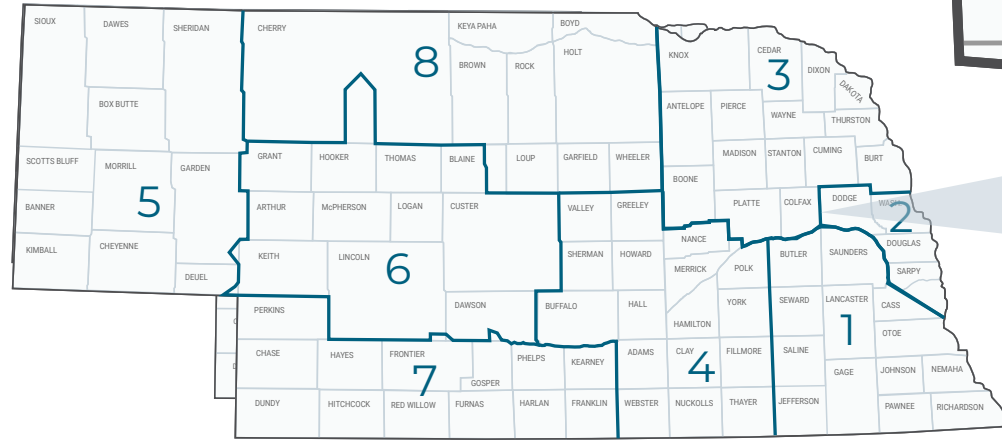 SIOUX
DAWES
SHERIDAN
CHERRY
KEYA PAHA
BOYD
HOLT
8
BROWN
ROCK
KNOX
CEDAR
3
DIXON
DAKOTA
BOX BUTTE
ANTELOPE
PIERCE
WAYNE
THURSTON
SCOTTS BLUFF
MORRILL
GARDEN
GRANT
HOOKER
THOMAS
BLAINE
LOUP
GARFIELD
WHEELER
BOONE
MADISON
STANTON
CUMING
BURT
BANNER
5
ARTHUR
McPHERSON
LOGAN
CUSTER
VALLEY
GREELEY
PLATTE
COLFAX
DODGE
2
KIMBALL
CHEYENNE
DEUEL
KEITH
LINCOLN
6
SHERMAN
HOWARD
NANCE
MERRICK
POLK
BUTLER
SAUNDERS
DOUGLAS
SARPY
PERKINS
DAWSON
BUFFALO
HALL
HAMILTON
YORK
SEWARD
LANCASTER
1
CASS
OTOE
CHASE
HAYES
FRONTIER
7
GOSPER
PHELPS
KEARNEY
ADAMS
CLAY
4
FILLMORE
SALINE
GAGE
JOHNSON
NEMAHA
DUNDY
HITCHCOCK
RED WILLOW
FURNAS
HARLAN
FRANKLIN
WEBSTER
NUCKOLLS
THAYER
JEFFERSON
PAWNEE
RICHARDSON